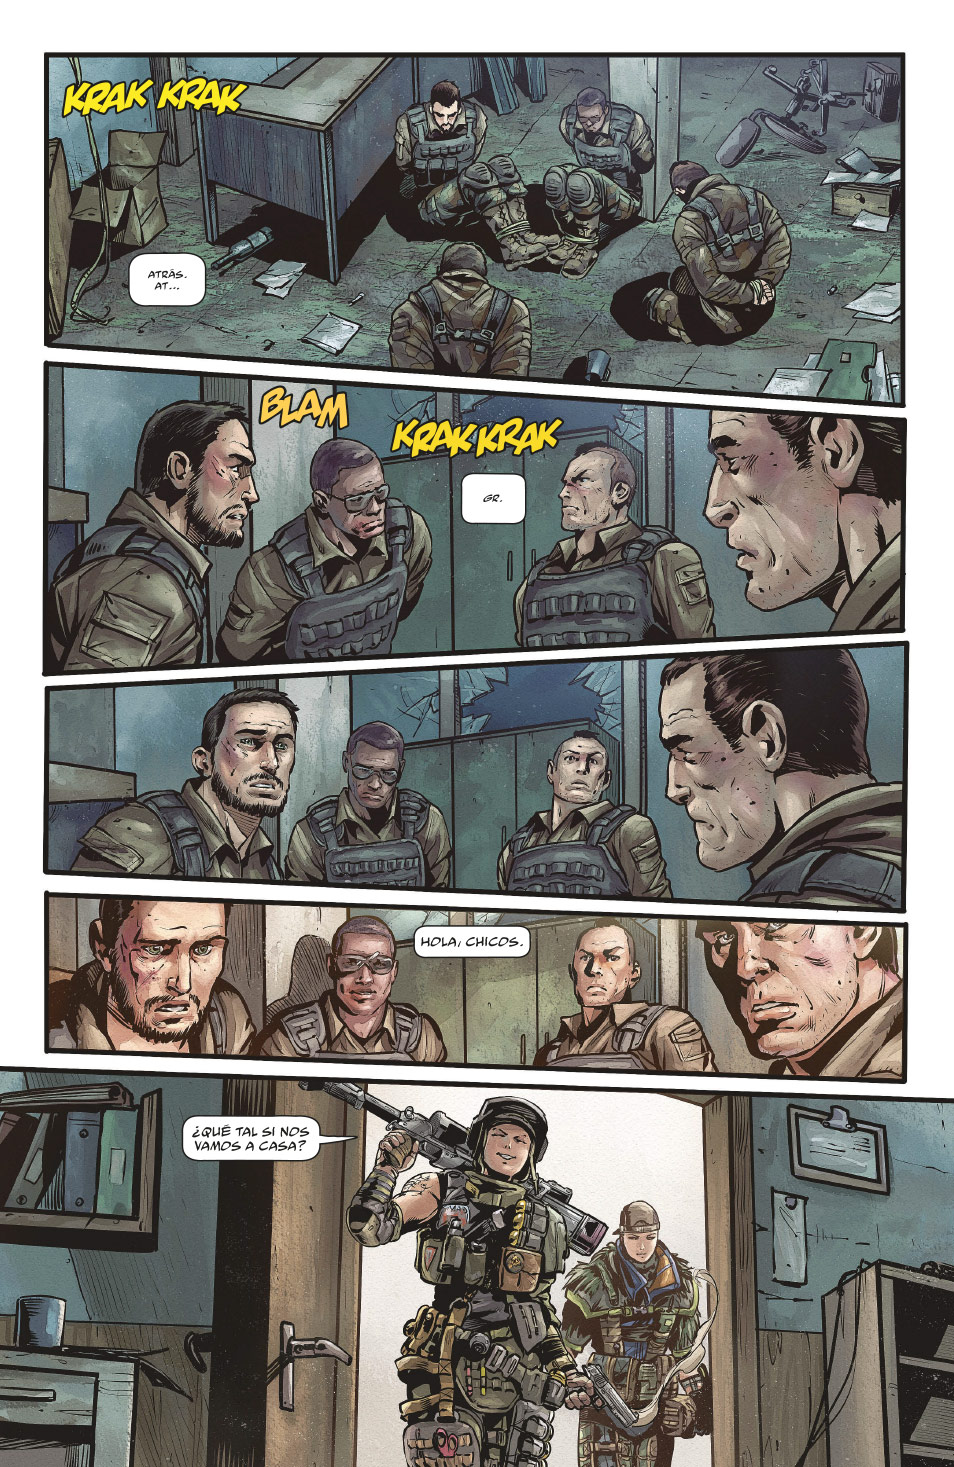 KRAK KRAK
ATRÁS.
AT...
BLAM
KRAK KRAK
GR.
HOLA, CHICOS.
¿QUÉ TAL SI NOS
VAMOS A CASA?